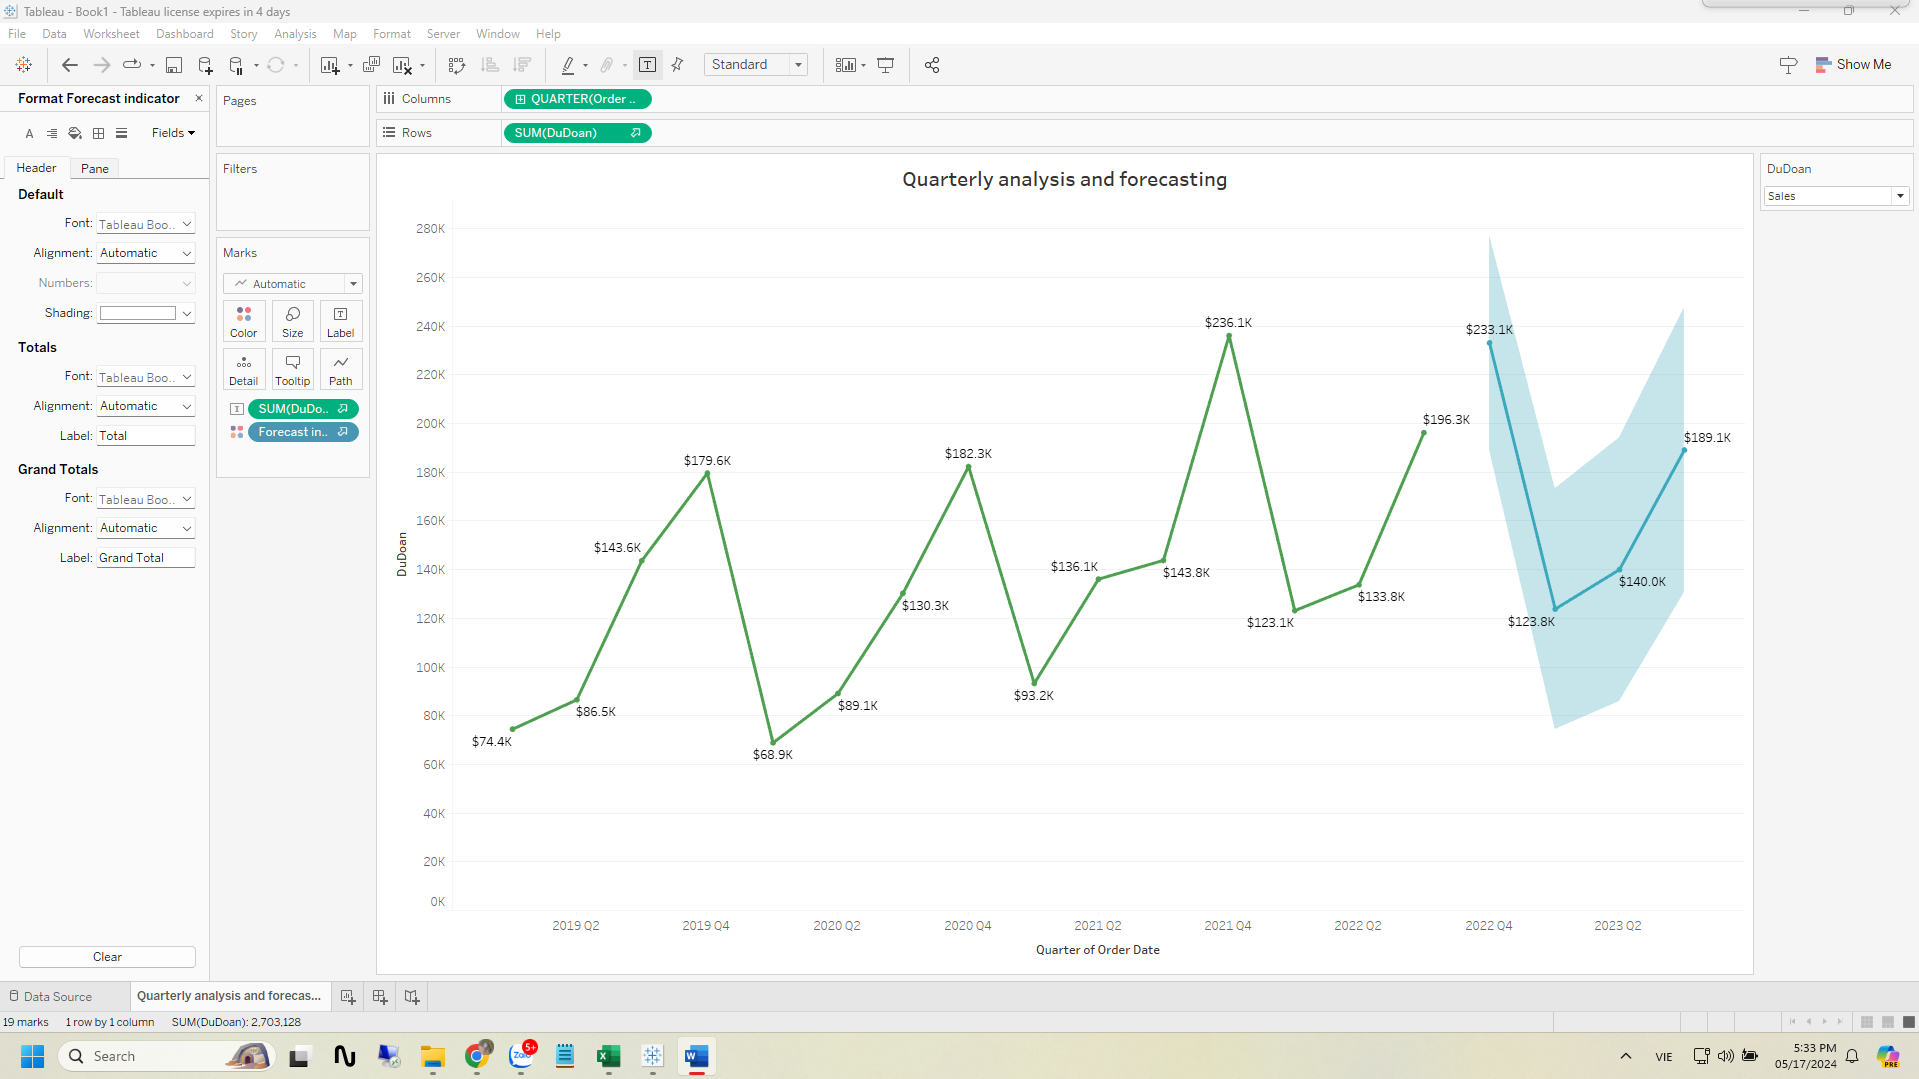 Tableau - Book1 - Tableau license expires in 4 days
File Data Worksheet Dashboard Story Analysis Map Format Server Window Help
Standard
Show Me
Format Forecast indicator
Fields
Header Pane
Default
Font: Tableau Boo..
Alignment: Automatic
Numbers:
Shading:
Totals
Font: Tableau Boo..
Alignment: Automatic
Label: Total
Grand Totals
Font: Tableau Boo..
Alignment: Automatic
Label: Grand Total
Clear
Pages
Filters
Marks
Automatic
Color Size Label
Detail Tooltip Path
SUM(DuDo..
Forecast in..
Columns QUARTER(Order ..
Rows SUM(DuDoan)
Quarterly analysis and forecasting
280K
260K
240K
220K
200K
180K
160K
140K
120K
100K
80K
60K
40K
20K
0K
DuDoan
$74.4K
$86.5K
$143.6K
$179.6K
$68.9K
$89.1K
$130.3K
$182.3K
$93.2K
$136.1K
$143.8K
$236.1K
$123.1K
$133.8K
$196.3K
$233.1K
$123.8K
$140.0K
$189.1K
2019 Q2 2019 Q4 2020 Q2 2020 Q4 2021 Q2 2021 Q4 2022 Q2 2022 Q4 2023 Q2
Quarter of Order Date
DuDoan
Sales
Data Source Quarterly analysis and forecas...
19 marks 1 row by 1 column SUM(DuDoan): 2,703,128
Search
Zalo
5+
VIE
5:33 PM
05/17/2024
PRE